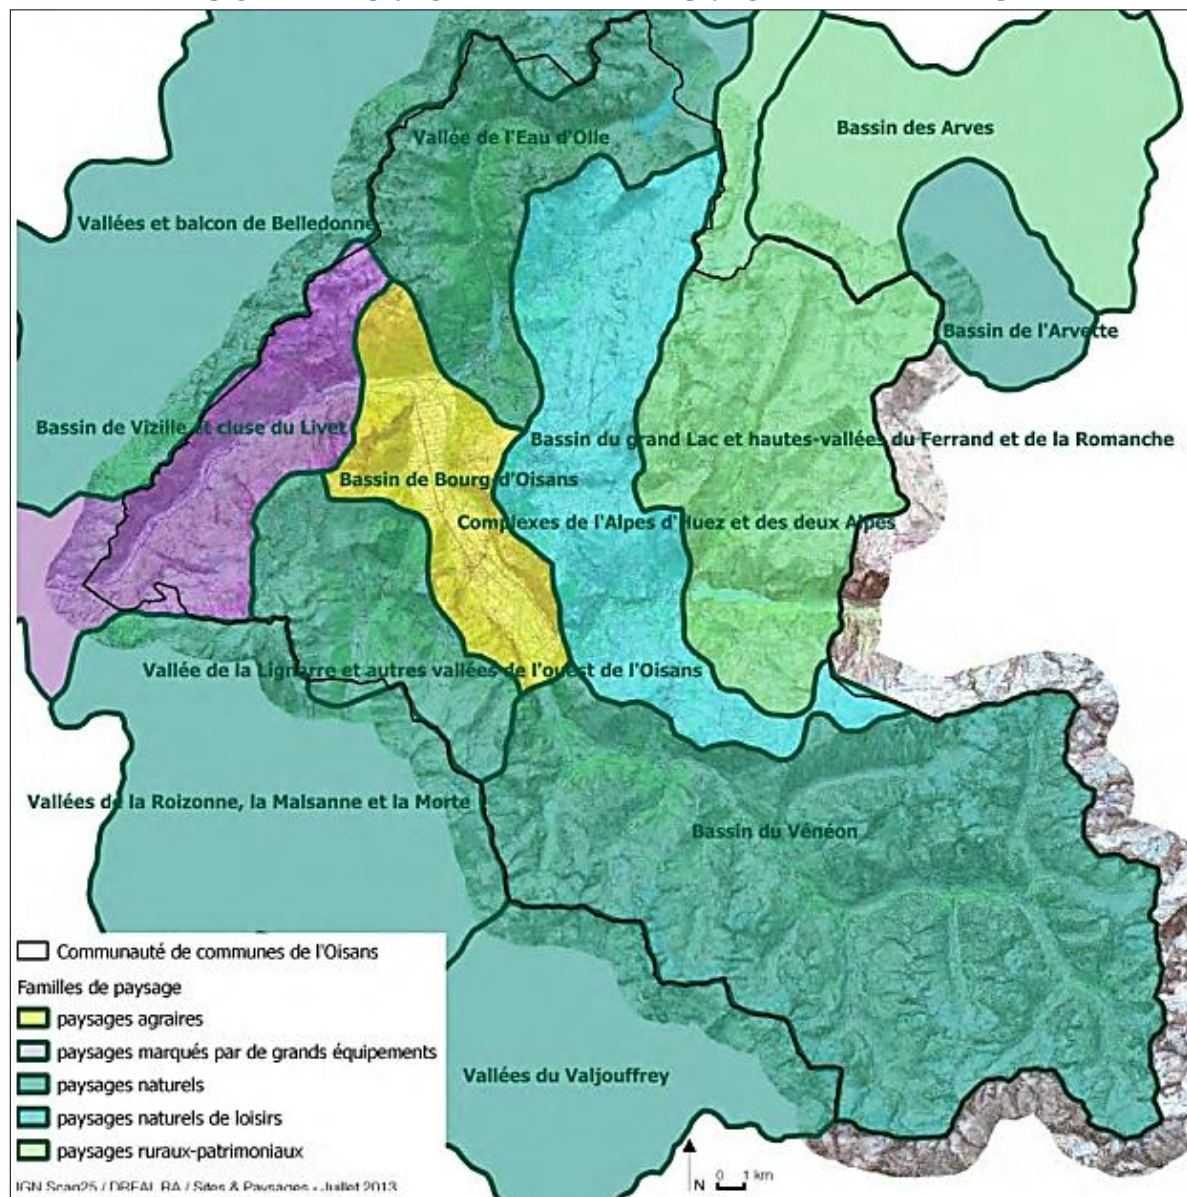 Vallée de l'Eau d'Olle
Bassin des Arves
Vallées et balcon de Belledonne
Bassin de l'Arvette
Bassin de Vizille et cluse du Livet
Bassin du grand Lac et hautes-vallées du Ferrand et de la Romanche
Bassin de Bourg d'Oisans
Complexes de l'Alpes d'Huez et des deux Alpes
Vallée de la Lignarre et autres vallées de l'ouest de l'Oisans
Vallées de la Roizonne, la Malsanne et la Morte
Bassin du Vénéon
Communauté de communes de l'Oisans
Familles de paysage
paysages agraires
paysages marqués par de grands équipements
paysages naturels
paysages naturels de loisirs
paysages ruraux-patrimoniaux
Vallées du Valjouffrey
N 0 1 km
IGN Scan25 / DREAL RA / Sites & Paysages - Juillet 2013